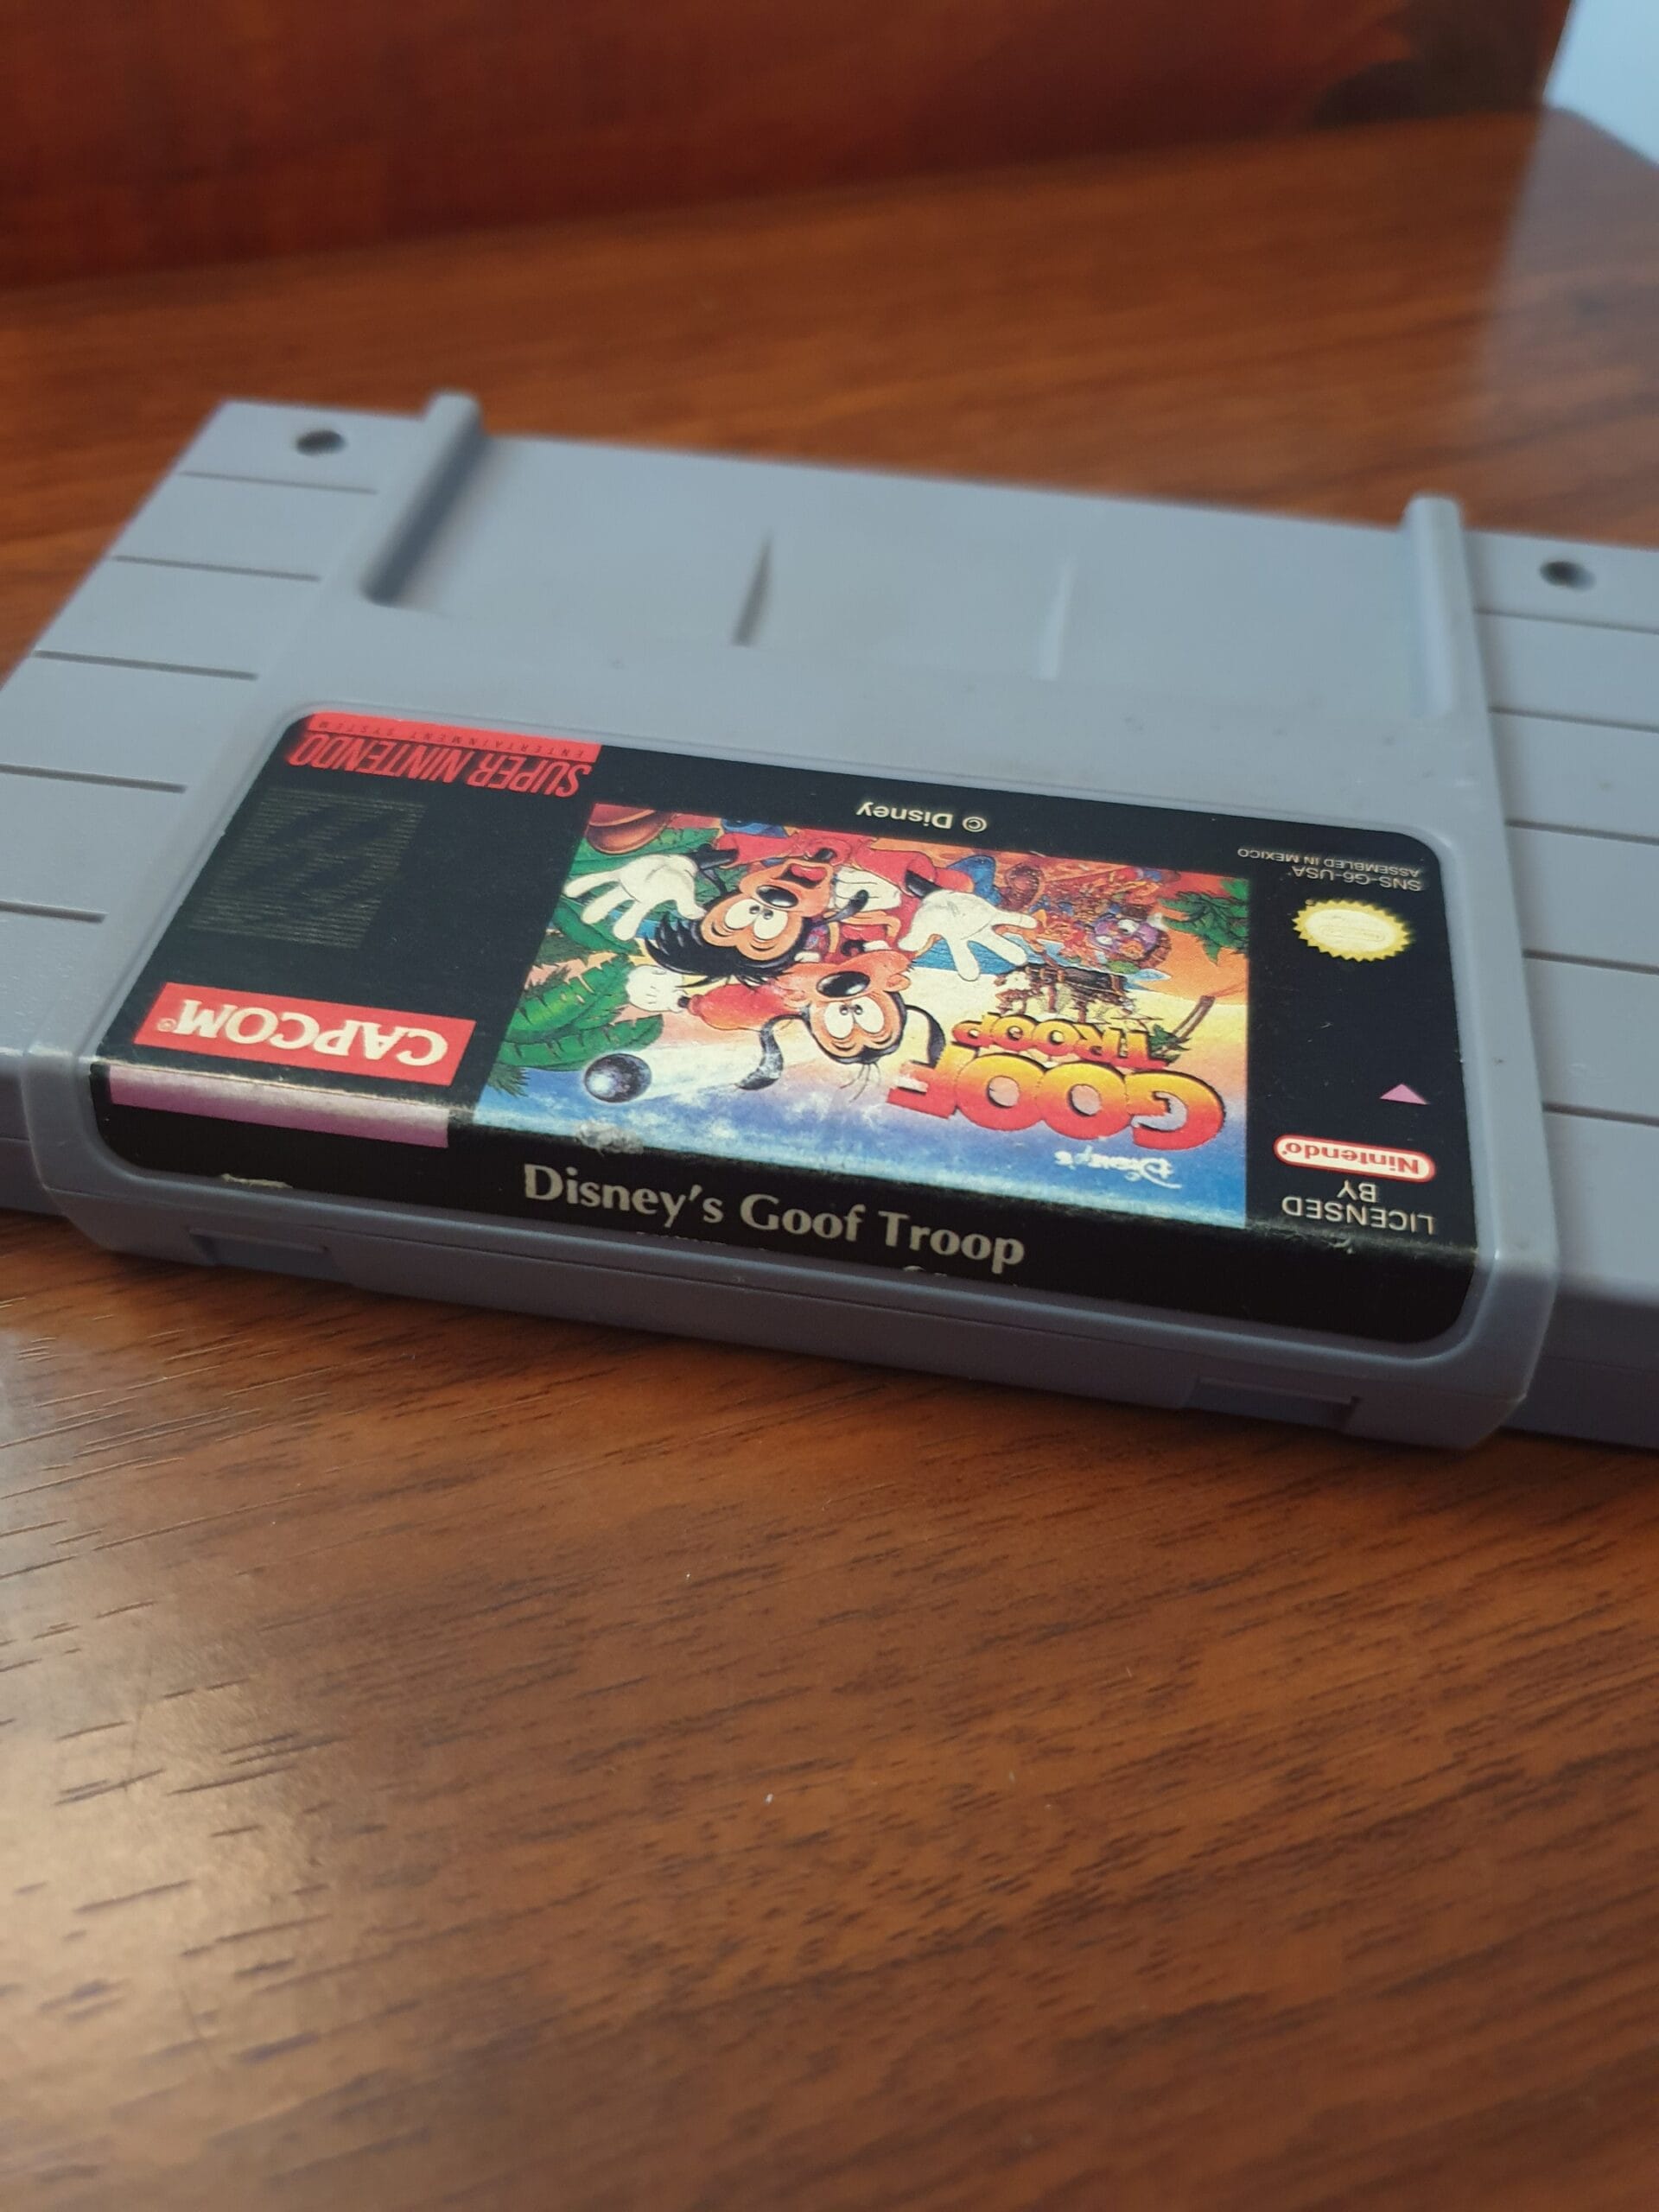 Disney's Goof Troop
LICENSED
BY
Nintendo®
Disney's
GOOF
TROOP
CAPCOM®
SNS-G6-USA
ASSEMBLED IN MEXICO
© Disney
SUPER NINTENDO
ENTERTAINMENT SYSTEM